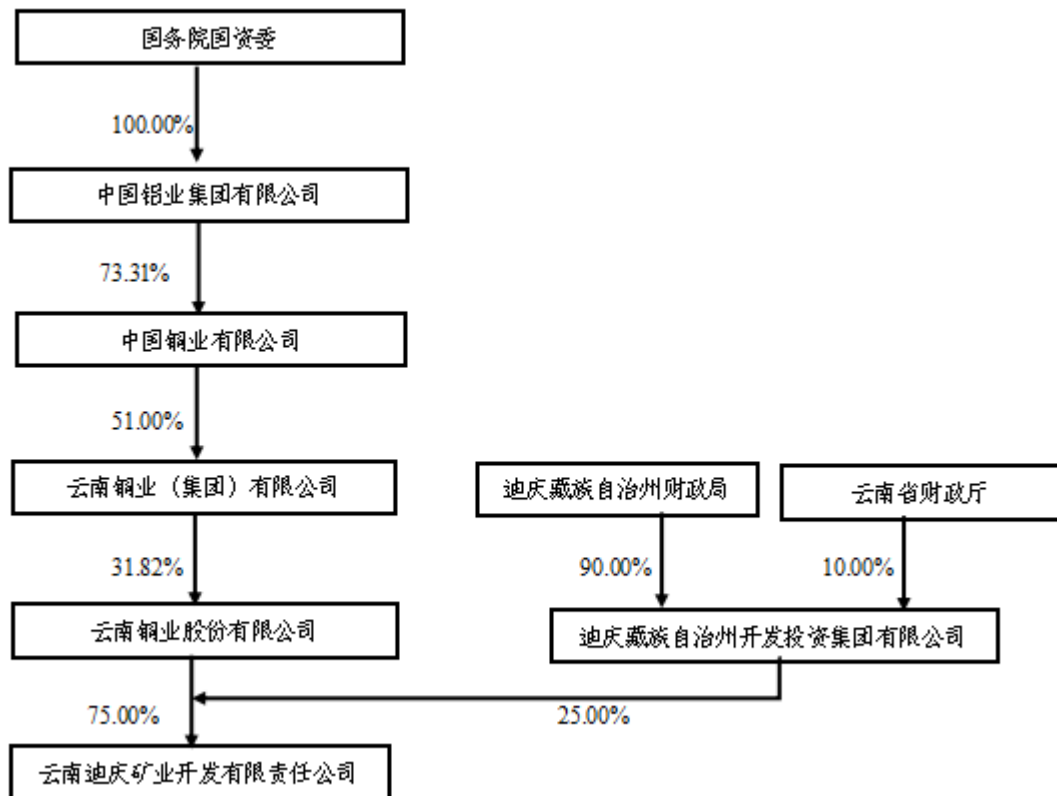 国务院国资委
100.00%
中国铝业集团有限公司
73.31%
中国铜业有限公司
51.00%
云南铜业（集团）有限公司
迪庆藏族自治州财政局
云南省财政厅
31.82%
90.00%
10.00%
云南铜业股份有限公司
迪庆藏族自治州开发投资集团有限公司
75.00%
25.00%
云南迪庆矿业开发有限责任公司